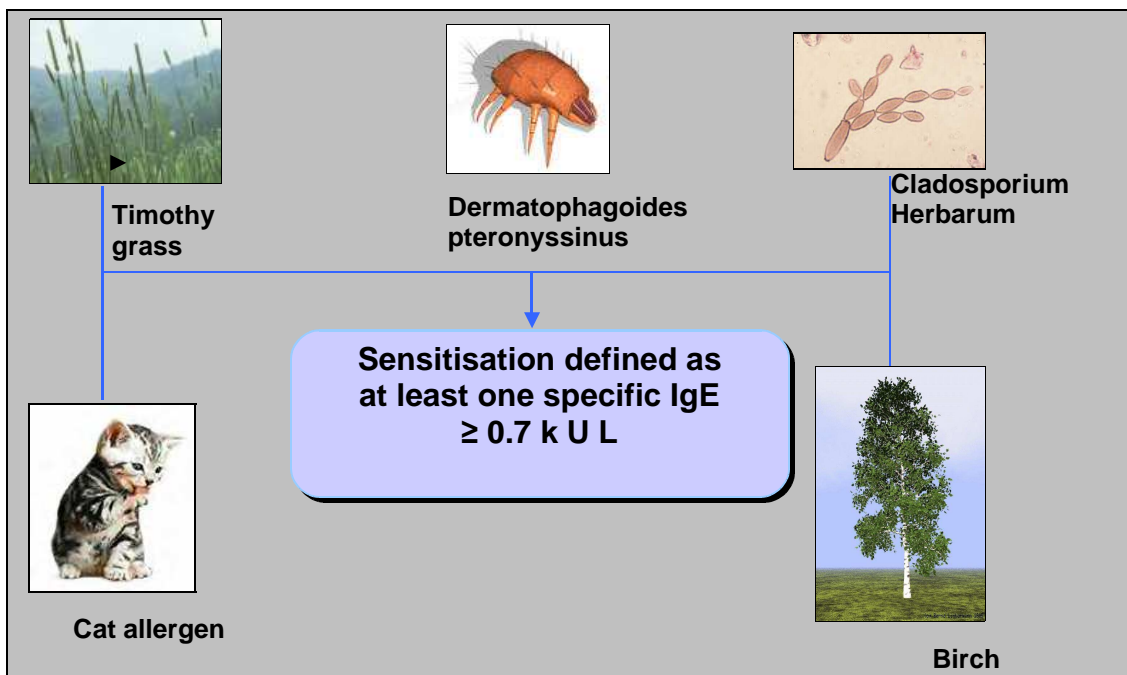 Timothy
grass
Dermatophagoides
pteronyssinus
Cladosporium
Herbarum
Sensitisation defined as
at least one specific IgE
≥ 0.7 k U L
Cat allergen
Birch